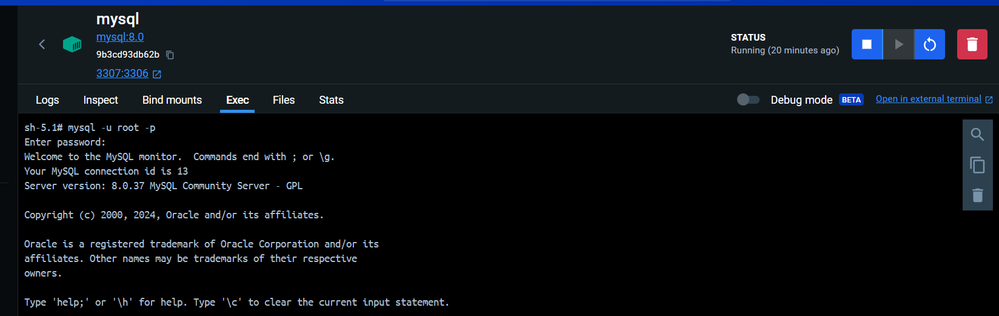 mysql
mysql:8.0
9b3cd93db62b
3307:3306
STATUS
Running (20 minutes ago)
Logs Inspect Bind mounts Exec Files Stats
Debug mode BETA Open in external terminal
sh-5.1# mysql -u root -p
Enter password:
Welcome to the MySQL monitor.  Commands end with ; or \g.
Your MySQL connection id is 13
Server version: 8.0.37 MySQL Community Server - GPL
Copyright (c) 2000, 2024, Oracle and/or its affiliates.
Oracle is a registered trademark of Oracle Corporation and/or its
affiliates. Other names may be trademarks of their respective
owners.
Type 'help;' or '\h' for help. Type '\c' to clear the current input statement.